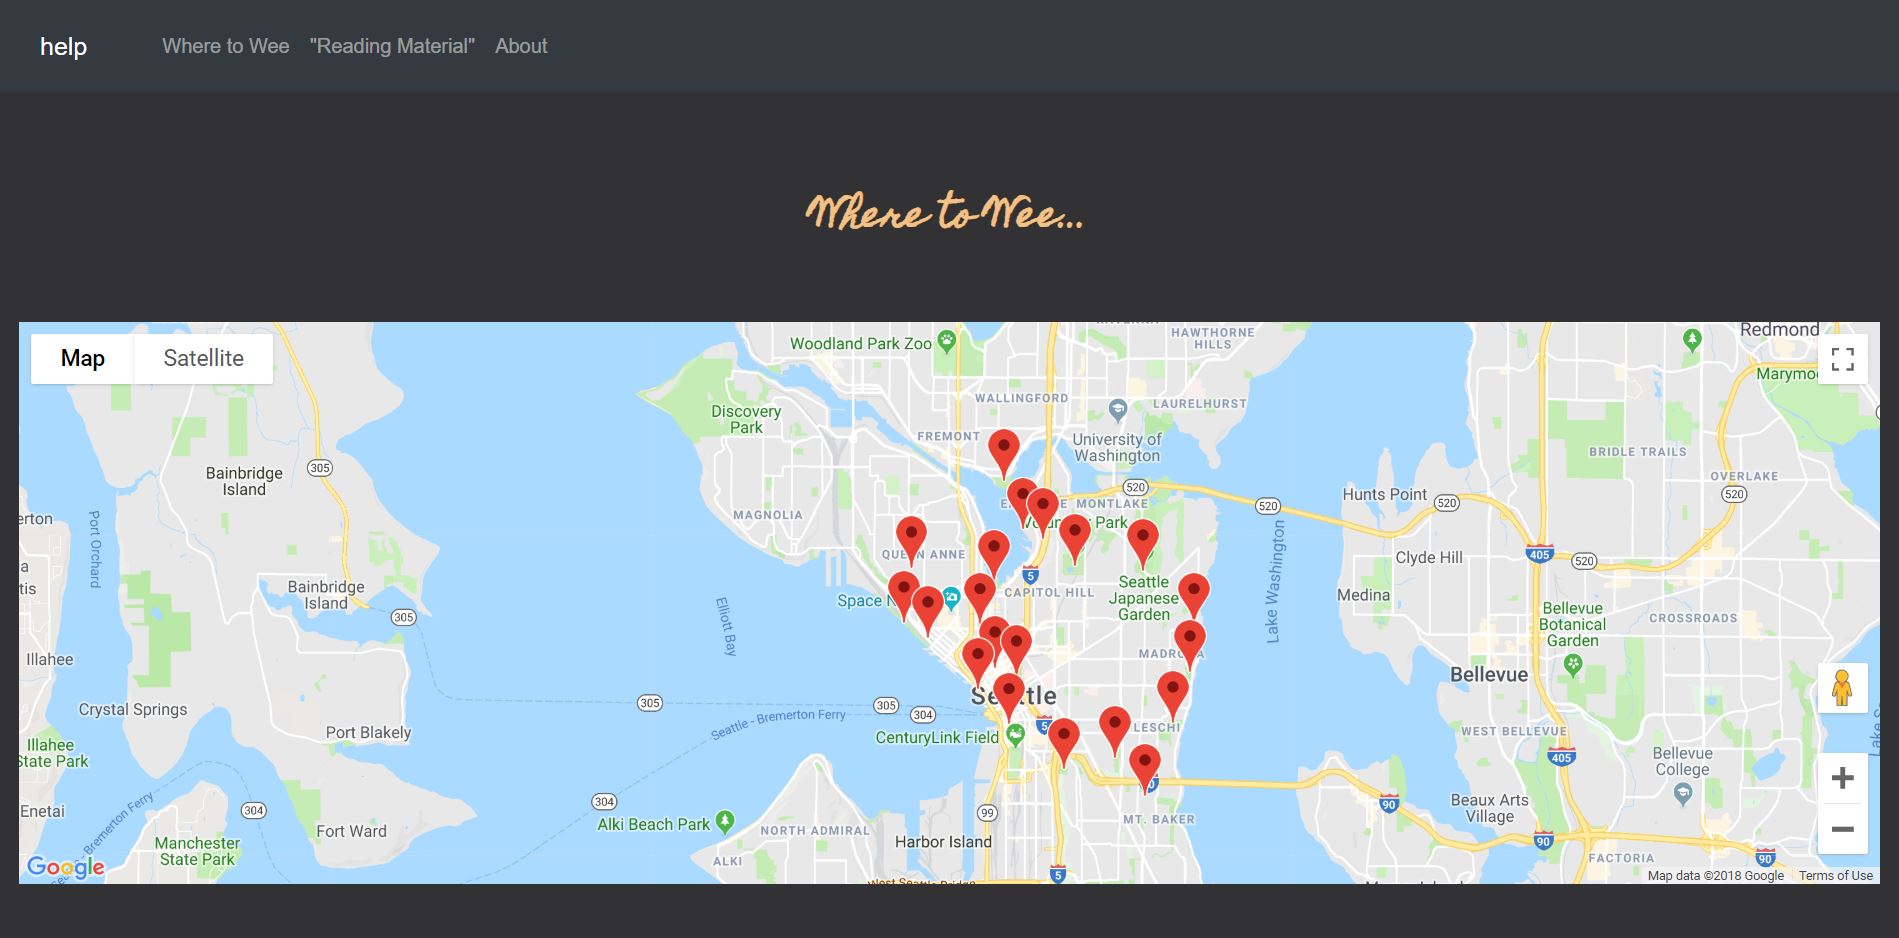 help
Where to Wee
"Reading Material"
About
Where to Wee...
Map
Satellite
Woodland Park Zoo
HAWTHORNE
HILLS
Redmond
Discovery
Park
WALLINGFORD
LAURELHURST
FREMONT
University of
Washington
Bainbridge
Island
305
BRIDLE TRAILS
OVERLAKE
520
Hunts Point
520
520
520
MONTLAKE
MAGNOLIA
Port Orchard
Park
QUEEN ANNE
Clyde Hill
405
520
5
Bainbridge
Island
305
Elliott Bay
Space
CAPITOL HILL
Seattle
Japanese
Garden
Lake Washington
Medina
Bellevue
Botanical
Garden
CROSSROADS
Illahee
MADRONA
Bellevue
Crystal Springs
305
305
304
Seattle
Seattle - Bremerton Ferry
Port Blakely
CenturyLink Field
5
LESCHI
WEST BELLEVUE
405
Illahee
State Park
Bellevue
College
Enetai
304
304
99
90
Beaux Arts
Village
Fort Ward
Alki Beach Park
NORTH ADMIRAL
Harbor Island
MT. BAKER
Manchester
State Park
Bremerton Ferry
ALKI
90
90
FACTORIA
5
West Seattle Bridge
Google
Map data ©2018 Google
Terms of Use